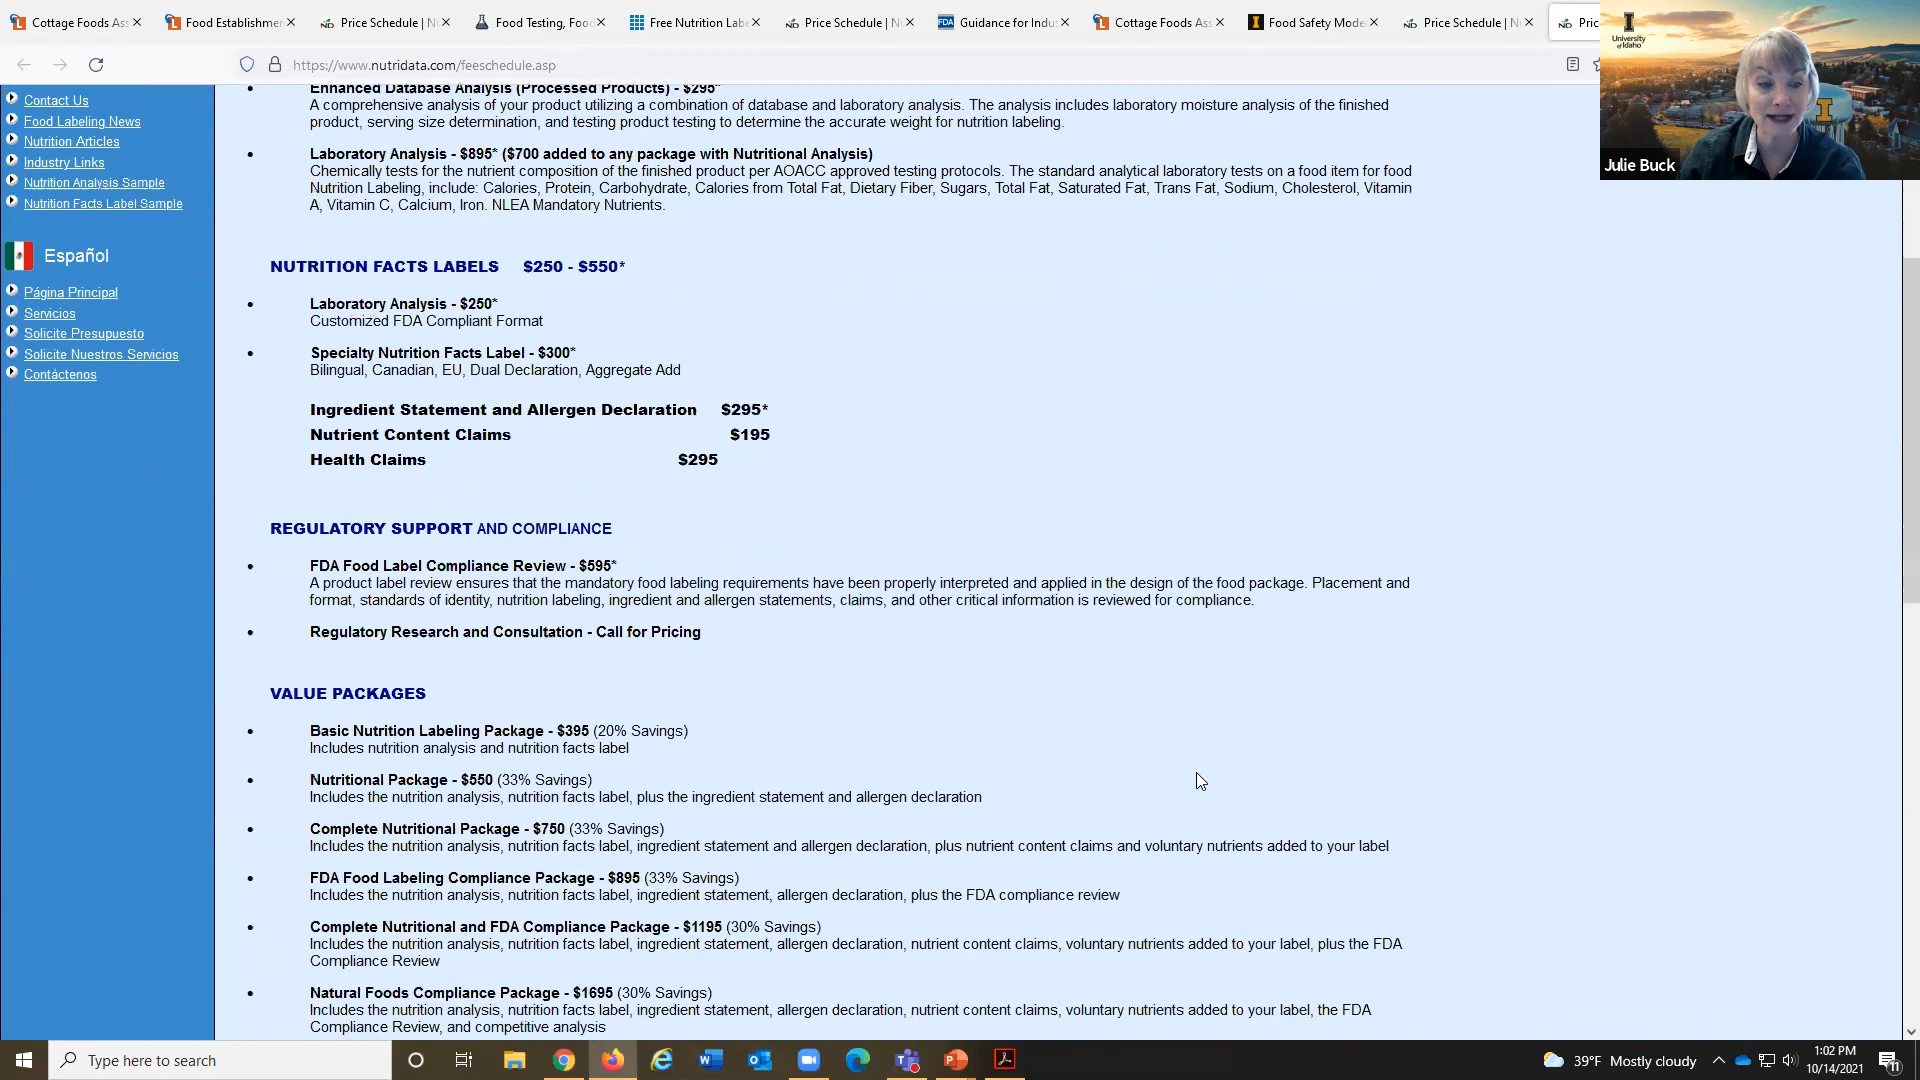 Cottage Foods Ass
Food Establishmen
Price Schedule | N
Food Testing, Foo
Free Nutrition Labe
Price Schedule | N
FDA
Guidance for Indus
Cottage Foods Ass
Food Safety Mode
Price Schedule | N
Pric
https://www.nutridata.com/feeschedule.asp
University of Idaho
Julie Buck
Contact Us
Food Labeling News
Nutrition Articles
Industry Links
Nutrition Analysis Sample
Nutrition Facts Label Sample
Español
Página Principal
Servicios
Solicite Presupuesto
Solicite Nuestros Servicios
Contáctenos
Enhanced Database Analysis (Processed Products) - $295*
A comprehensive analysis of your product utilizing a combination of database and laboratory analysis. The analysis includes laboratory moisture analysis of the finished
product, serving size determination, and testing product testing to determine the accurate weight for nutrition labeling.
Laboratory Analysis - $895* ($700 added to any package with Nutritional Analysis)
Chemically tests for the nutrient composition of the finished product per AOACC approved testing protocols. The standard analytical laboratory tests on a food item for food
Nutrition Labeling, include: Calories, Protein, Carbohydrate, Calories from Total Fat, Dietary Fiber, Sugars, Total Fat, Saturated Fat, Trans Fat, Sodium, Cholesterol, Vitamin
A, Vitamin C, Calcium, Iron. NLEA Mandatory Nutrients.
NUTRITION FACTS LABELS $250 - $550*
Laboratory Analysis - $250*
Customized FDA Compliant Format
Specialty Nutrition Facts Label - $300*
Bilingual, Canadian, EU, Dual Declaration, Aggregate Add
Ingredient Statement and Allergen Declaration $295*
Nutrient Content Claims $195
Health Claims $295
REGULATORY SUPPORT AND COMPLIANCE
FDA Food Label Compliance Review - $595*
A product label review ensures that the mandatory food labeling requirements have been properly interpreted and applied in the design of the food package. Placement and
format, standards of identity, nutrition labeling, ingredient and allergen statements, claims, and other critical information is reviewed for compliance.
Regulatory Research and Consultation - Call for Pricing
VALUE PACKAGES
Basic Nutrition Labeling Package - $395 (20% Savings)
Includes nutrition analysis and nutrition facts label
Nutritional Package - $550 (33% Savings)
Includes the nutrition analysis, nutrition facts label, plus the ingredient statement and allergen declaration
Complete Nutritional Package - $750 (33% Savings)
Includes the nutrition analysis, nutrition facts label, ingredient statement and allergen declaration, plus nutrient content claims and voluntary nutrients added to your label
FDA Food Labeling Compliance Package - $895 (33% Savings)
Includes the nutrition analysis, nutrition facts label, ingredient statement, allergen declaration, plus the FDA compliance review
Complete Nutritional and FDA Compliance Package - $1195 (30% Savings)
Includes the nutrition analysis, nutrition facts label, ingredient statement, allergen declaration, nutrient content claims, voluntary nutrients added to your label, plus the FDA
Compliance Review
Natural Foods Compliance Package - $1695 (30% Savings)
Includes the nutrition analysis, nutrition facts label, ingredient statement, allergen declaration, nutrient content claims, voluntary nutrients added to your label, the FDA
Compliance Review, and competitive analysis
Type here to search
39°F Mostly cloudy
1:02 PM
10/14/2021
11